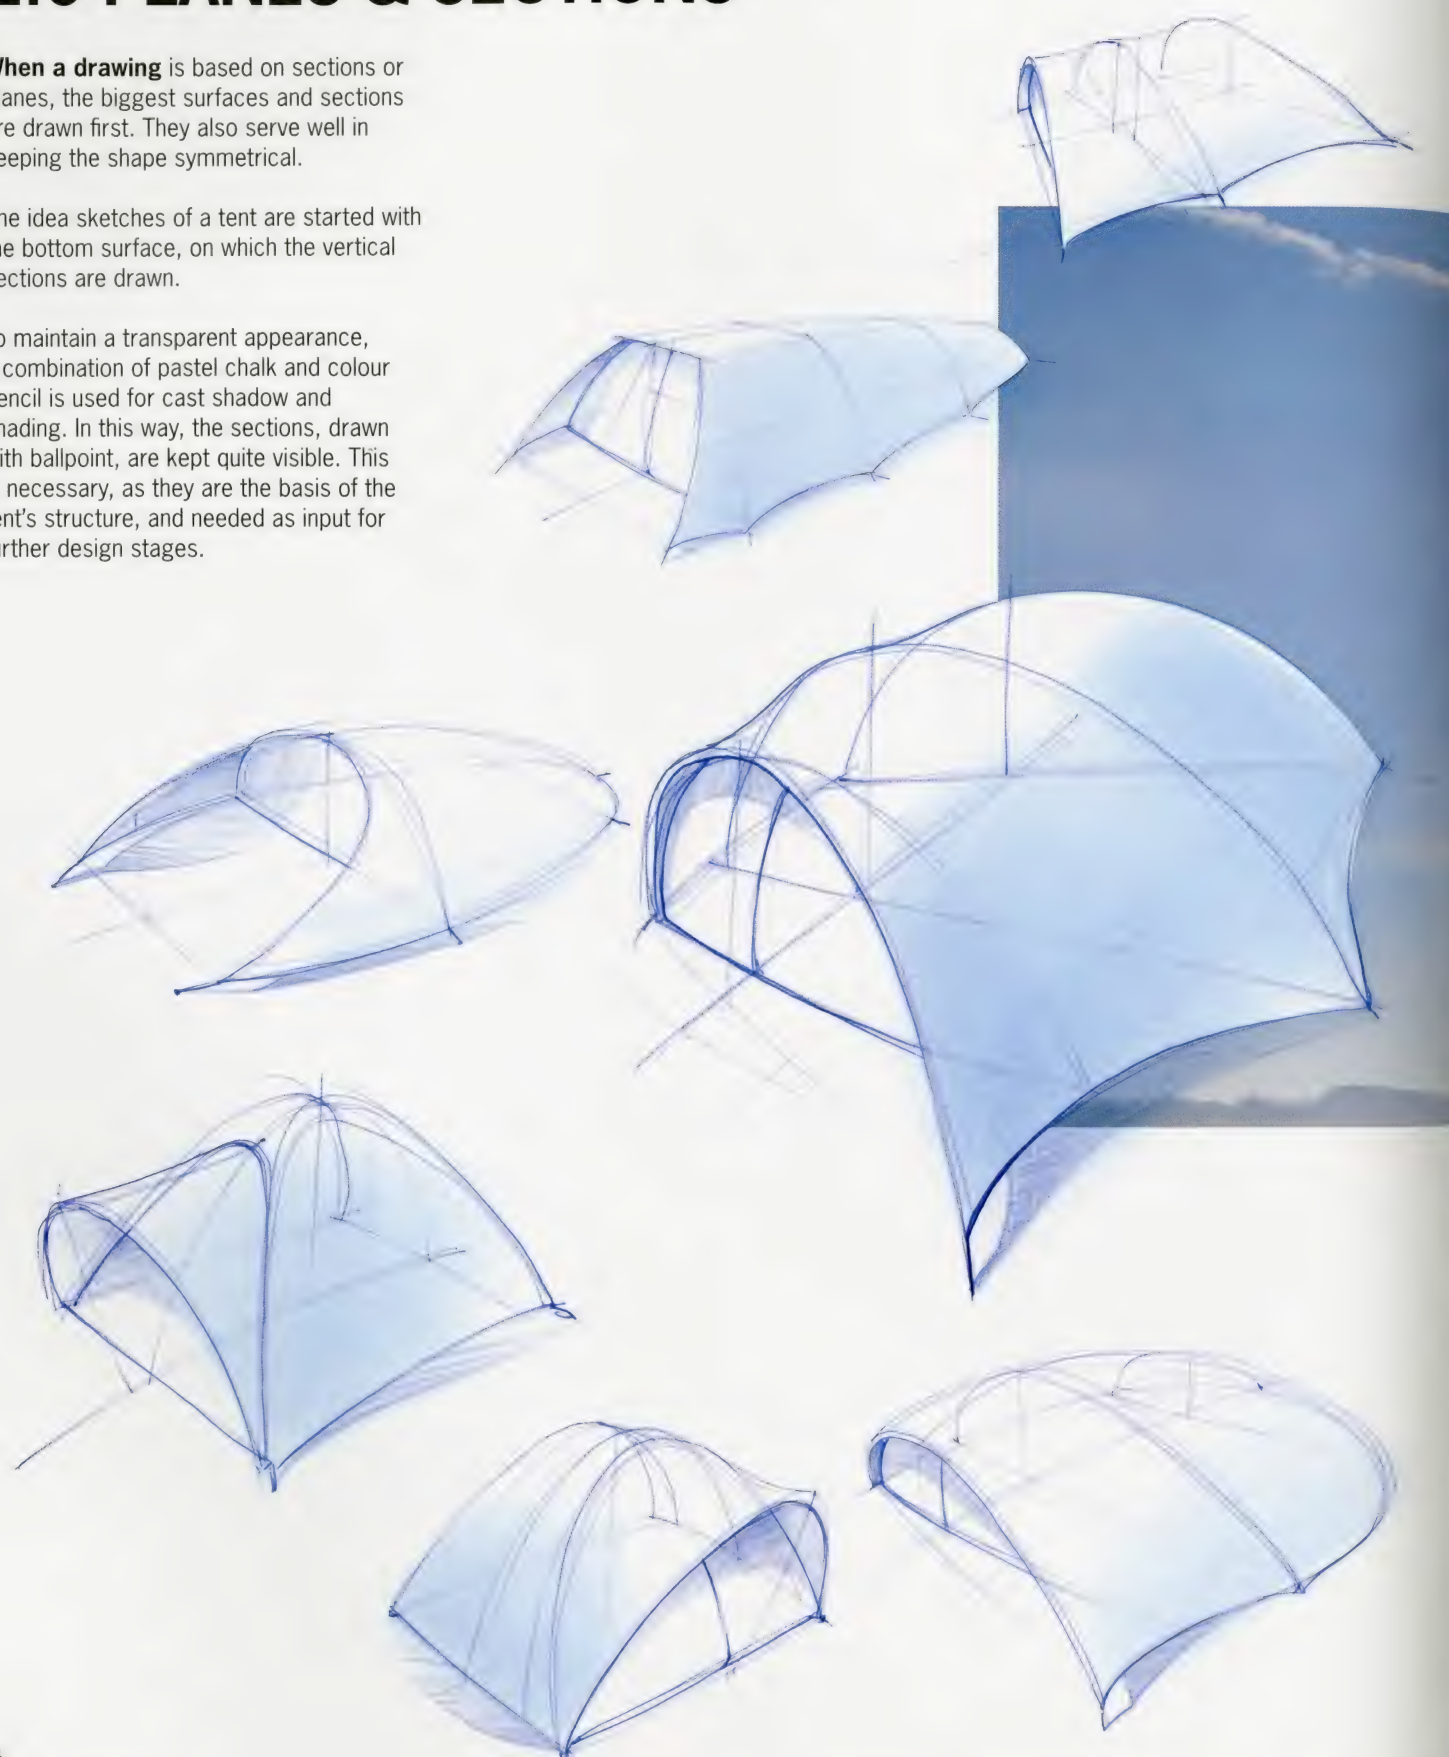 PLANES & SECTIONS
When a drawing is based on sections or
anes, the biggest surfaces and sections
re drawn first. They also serve well in
eeping the shape symmetrical.
he idea sketches of a tent are started with
e bottom surface, on which the vertical
ections are drawn.
o maintain a transparent appearance,
combination of pastel chalk and colour
encil is used for cast shadow and
hading. In this way, the sections, drawn
ith ballpoint, are kept quite visible. This
necessary, as they are the basis of the
ent's structure, and needed as input for
rther design stages.